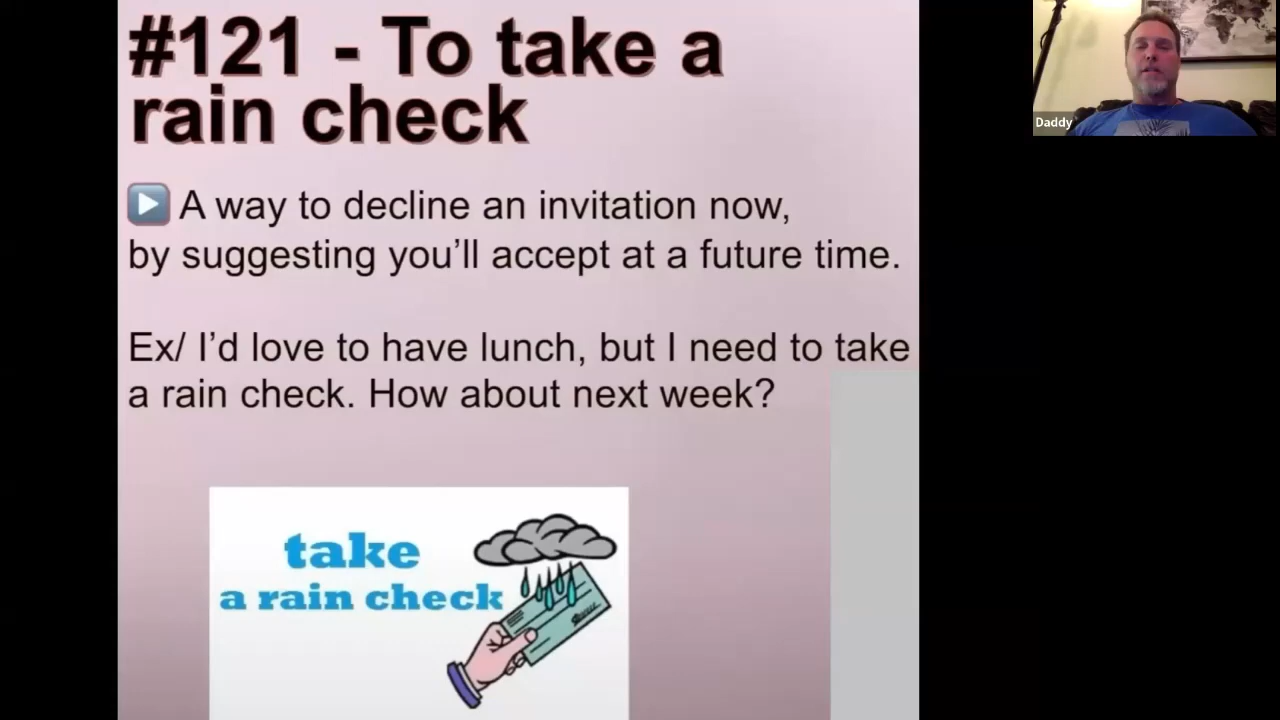 #121 - To take a
rain check
▶ A way to decline an invitation now,
by suggesting you’ll accept at a future time.
Ex/ I’d love to have lunch, but I need to take
a rain check. How about next week?
take
a rain check
Daddy